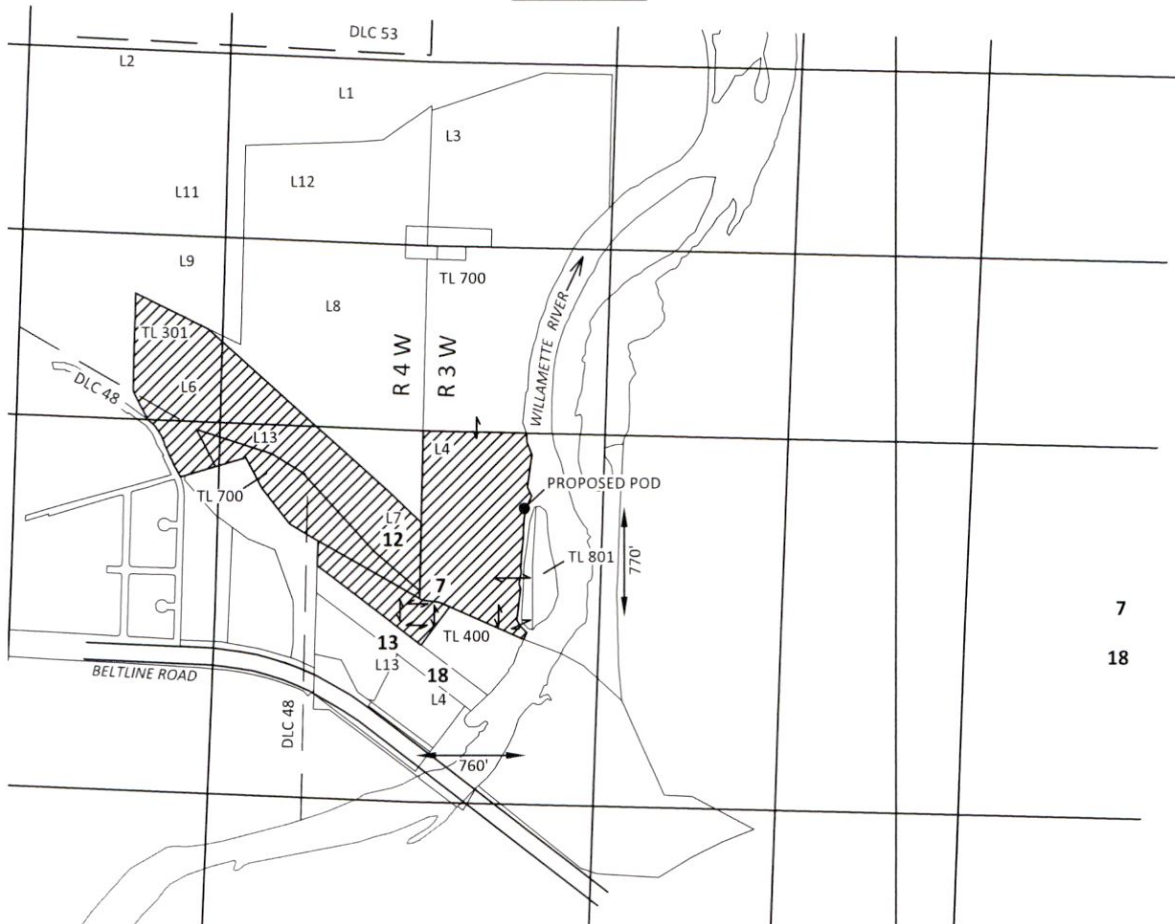 DLC 53
L2
L1
L3
L12
L11
L9
TL 700
L8
TL 301
R 4 W
R 3 W
WILLAMETTE RIVER
DLC 48
L6
L13
L4
TL 700
PROPOSED POD
L7
12
TL 801
770'
7
7
13
TL 400
L13
18
18
L4
BELTLINE ROAD
DLC 48
760'